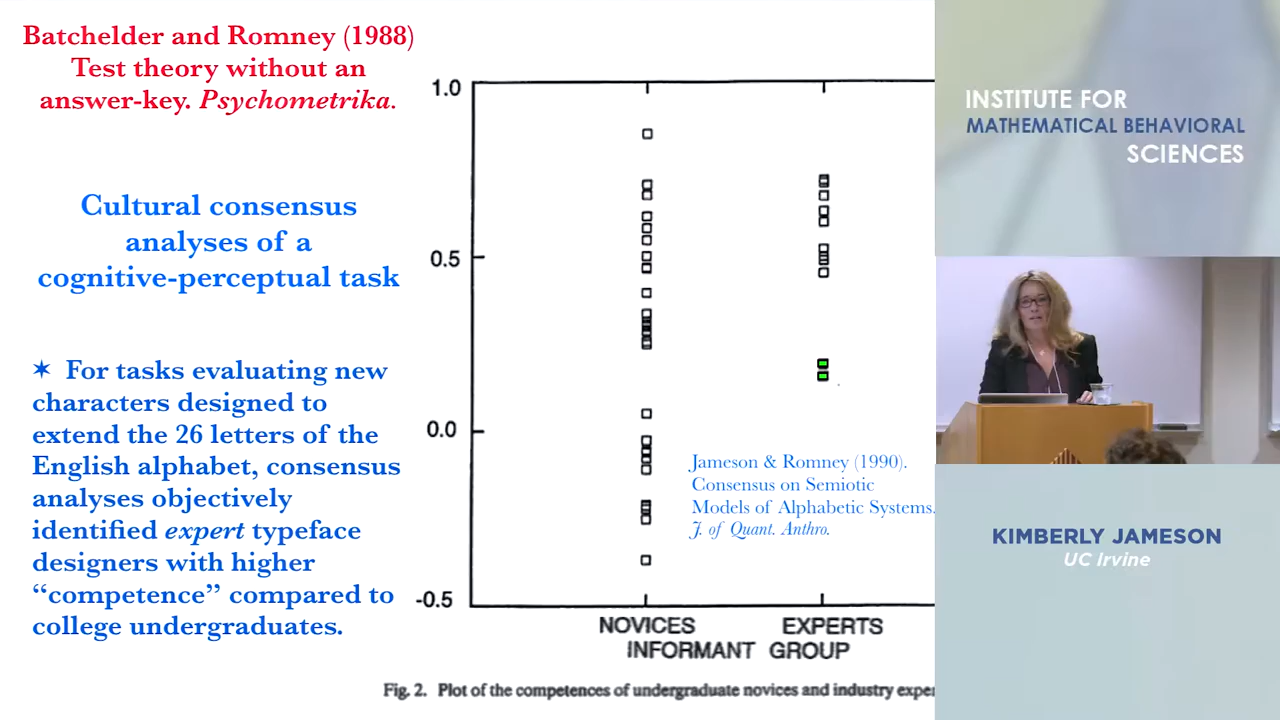 Batchelder and Romney (1988)
Test theory without an
answer-key. Psychometrika.
Cultural consensus
analyses of a
cognitive-perceptual task
✶ For tasks evaluating new
characters designed to
extend the 26 letters of the
English alphabet, consensus
analyses objectively
identified expert typeface
designers with higher
“competence” compared to
college undergraduates.
1.0
0.5
0.0
-0.5
Jameson & Romney (1990).
Consensus on Semiotic
Models of Alphabetic Systems.
J. of Quant. Anthro.
NOVICES EXPERTS
INFORMANT GROUP
Fig. 2. Plot of the competences of undergraduate novices and industry
INSTITUTE FOR
MATHEMATICAL BEHAVIORAL
SCIENCES
KIMBERLY JAMESON
UC Irvine